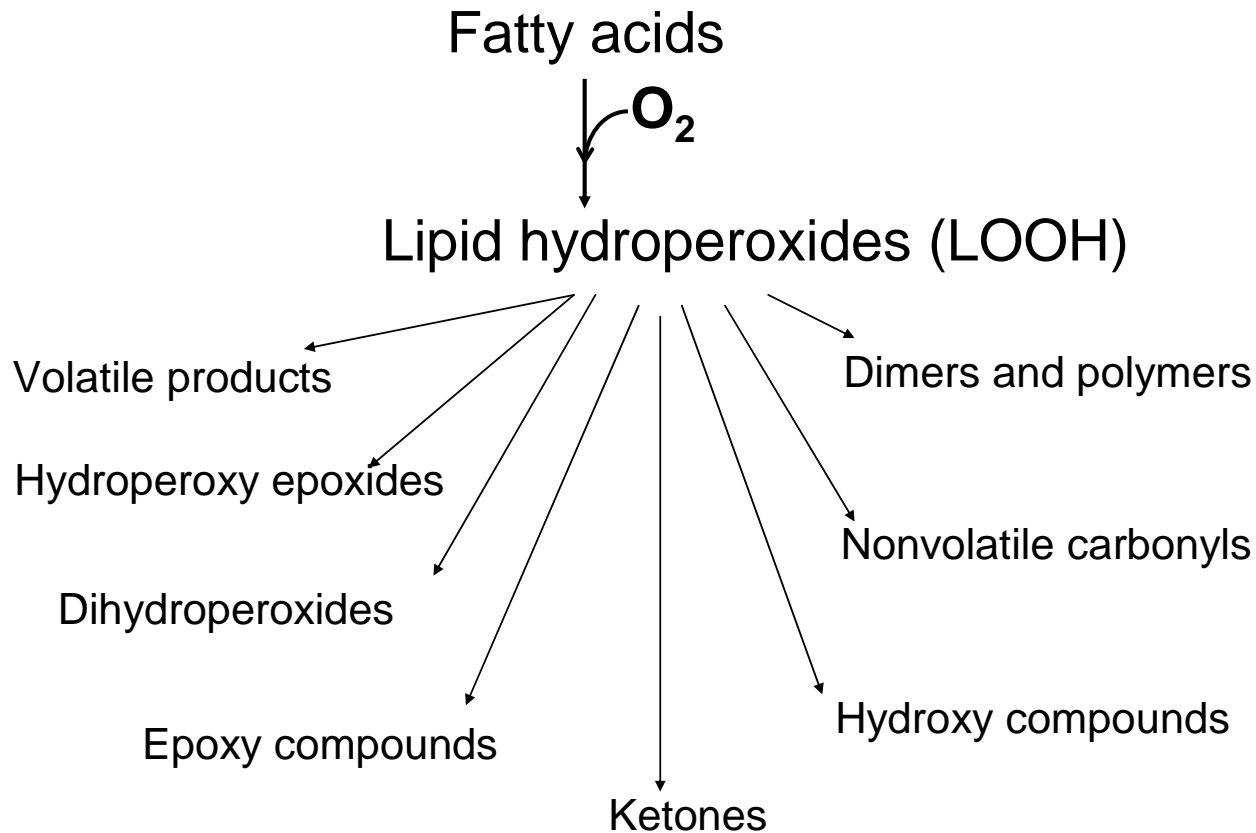 Fatty acids
O2
Lipid hydroperoxides (LOOH)
Volatile products
Dimers and polymers
Hydroperoxy epoxides
Nonvolatile carbonyls
Dihydroperoxides
Hydroxy compounds
Epoxy compounds
Ketones